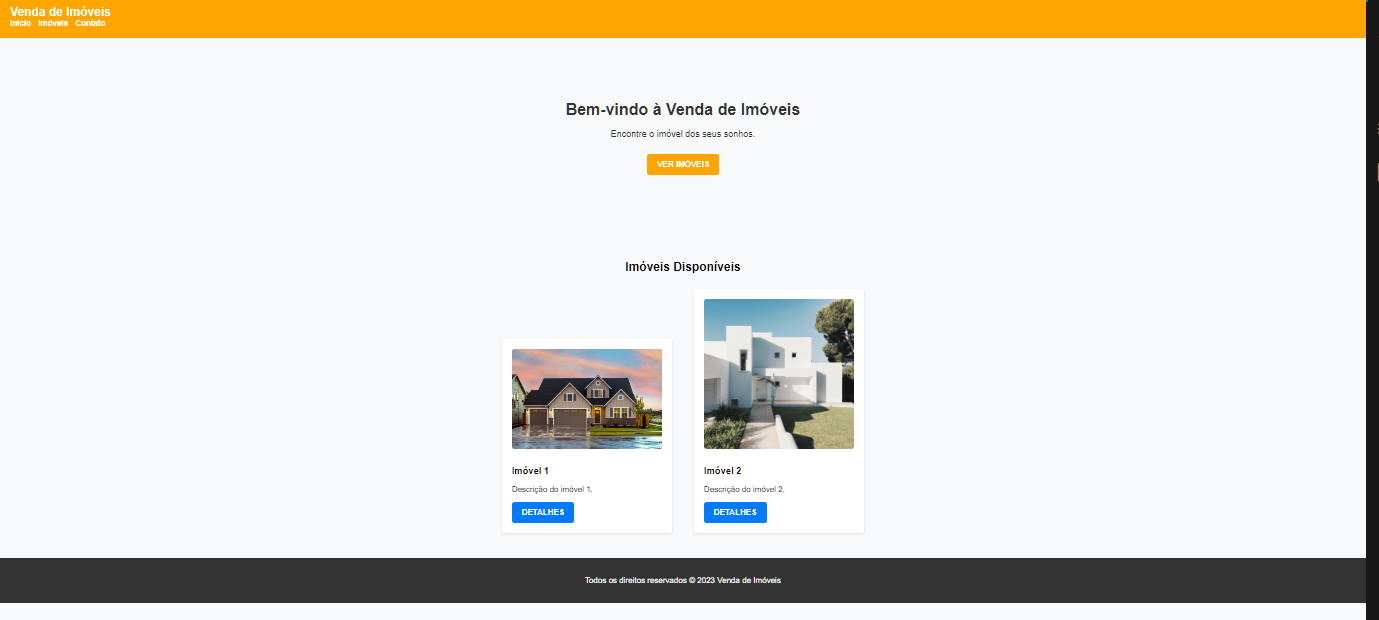 Venda de Imóveis
Início Imóveis Contato
Bem-vindo à Venda de Imóveis
Encontre o imóvel dos seus sonhos.
VER IMÓVEIS
Imóveis Disponíveis
Imóvel 1
Descrição do imóvel 1.
DETALHES
Imóvel 2
Descrição do imóvel 2.
DETALHES
Todos os direitos reservados © 2023 Venda de Imóveis